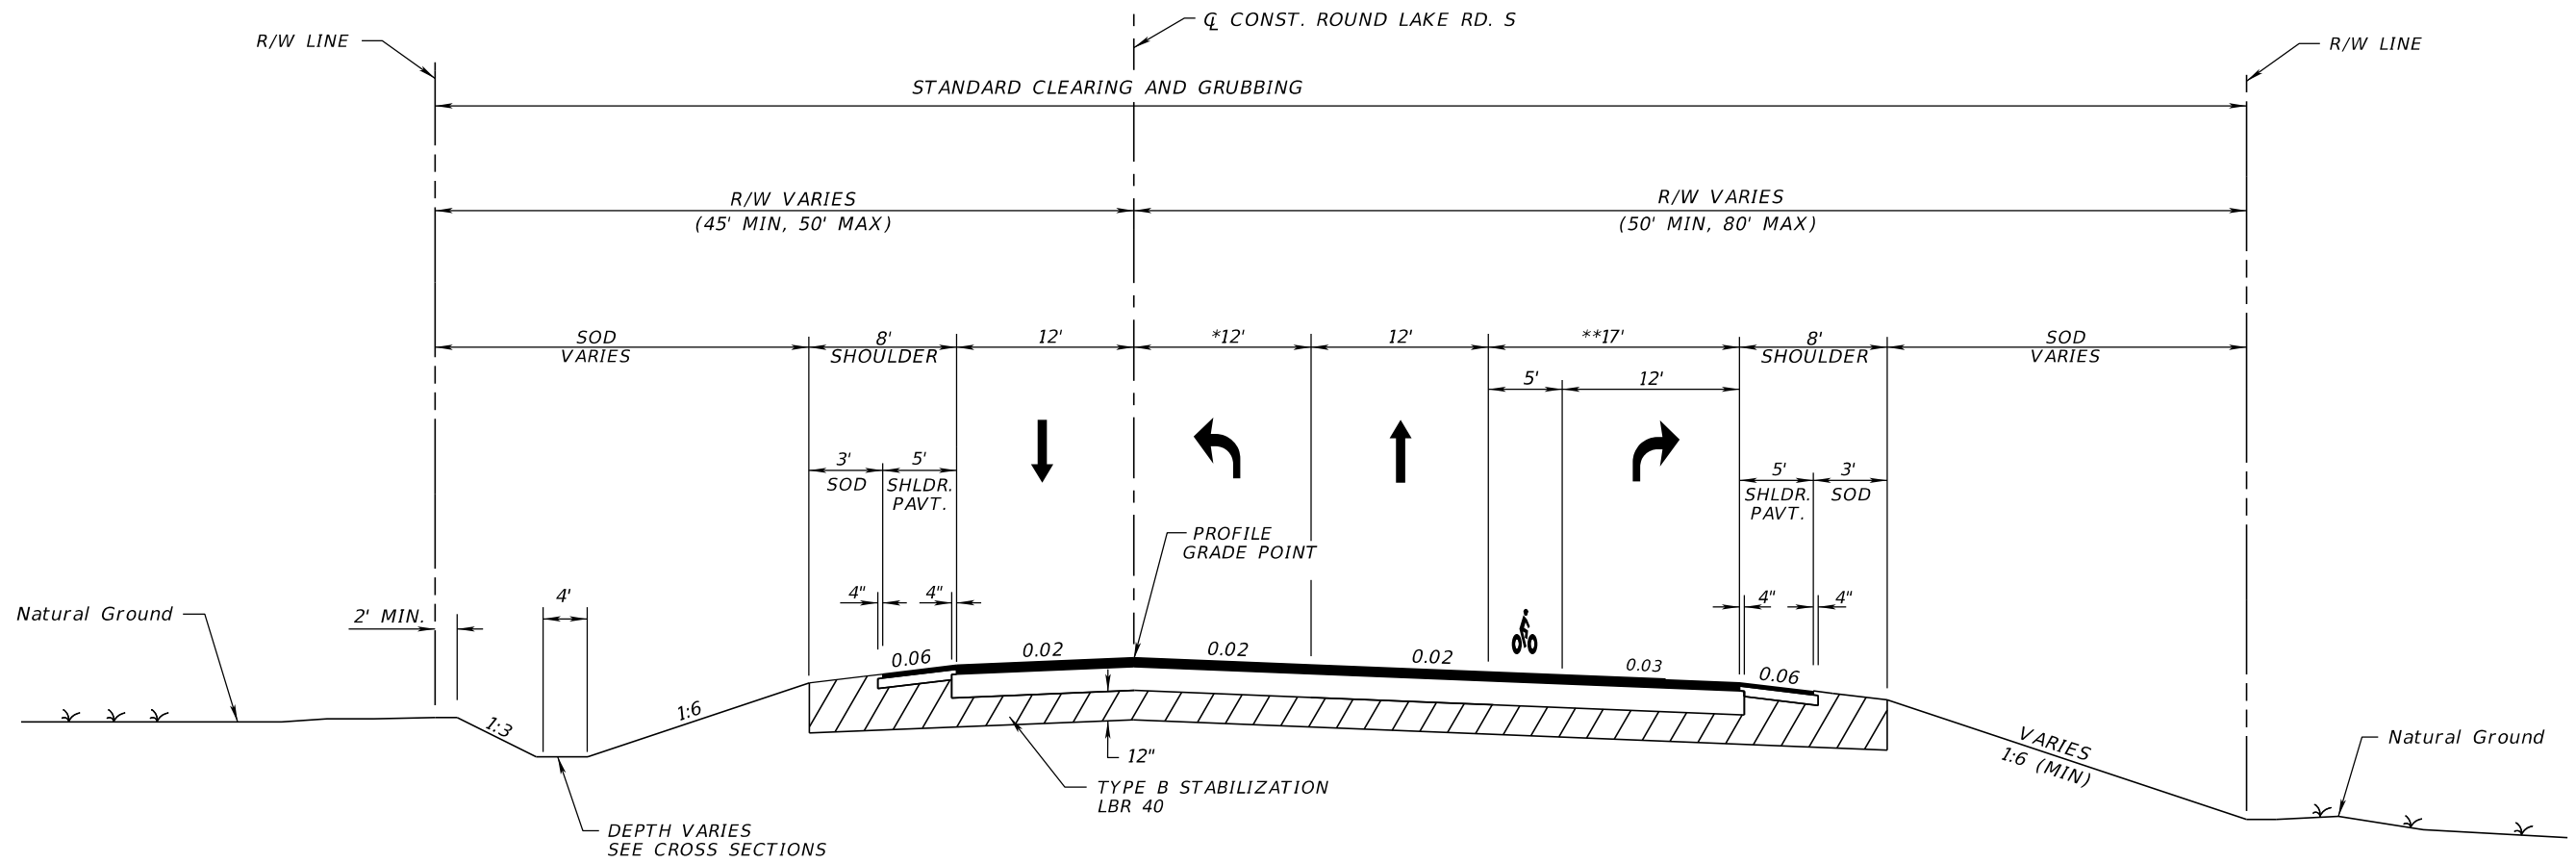 ℄ CONST. ROUND LAKE RD. S
R/W LINE
R/W LINE
STANDARD CLEARING AND GRUBBING
R/W VARIES
(45' MIN, 50' MAX)
R/W VARIES
(50' MIN, 80' MAX)
SOD
VARIES
8'
SHOULDER
12'
*12'
12'
**17'
8'
SHOULDER
SOD
VARIES
5'
12'
3'
SOD
5'
SHLDR.
PAVT.
5'
SHLDR.
PAVT.
3'
SOD
PROFILE
GRADE POINT
Natural Ground
2' MIN.
4'
4"
4"
4"
4"
0.06
0.02
0.02
0.02
0.03
0.06
1:3
1:6
12"
VARIES
1:6 (MIN)
Natural Ground
TYPE B STABILIZATION
LBR 40
DEPTH VARIES
SEE CROSS SECTIONS